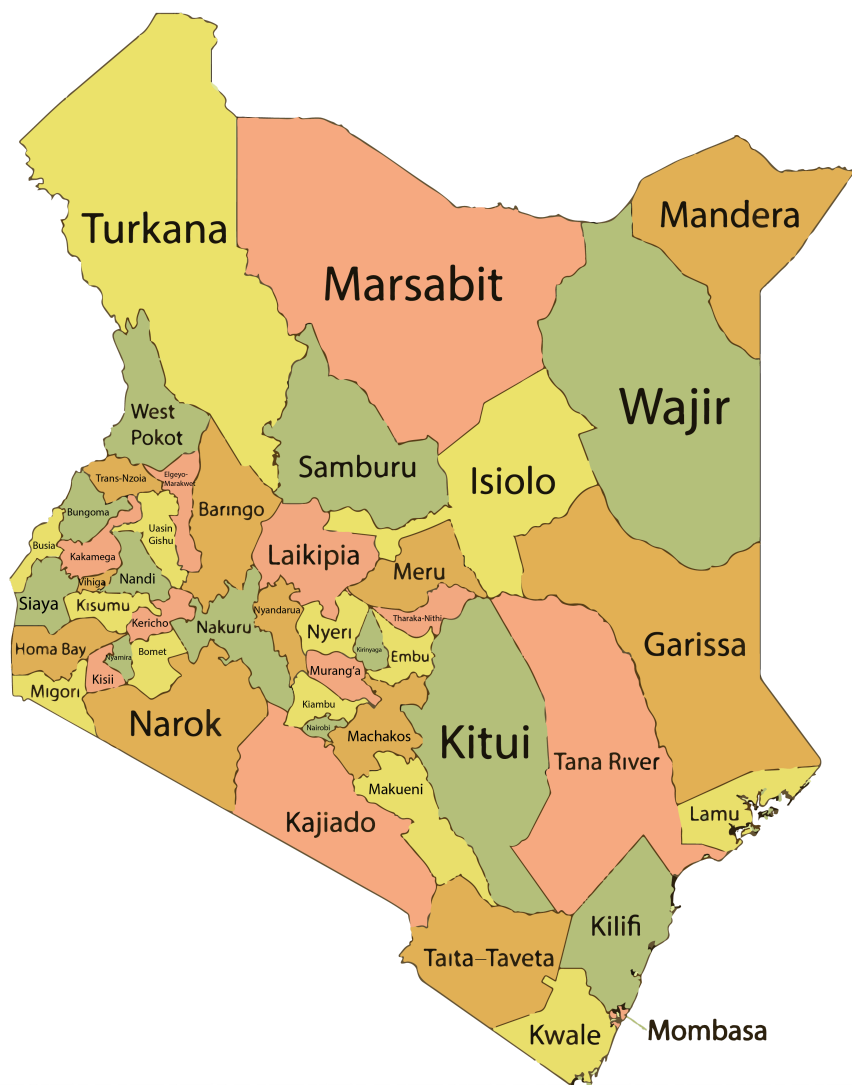 Mandera
Turkana
Marsabit
Wajir
West
Pokot
Samburu
Isiolo
Trans-Nzoia
Elgeyo-
Marakwet
Baringo
Bungoma
Uasin
Gishu
Busia
Kakamega
Laikipia
Meru
Vihiga
Nandi
Siaya
Kisumu
Nyandarua
Tharaka-Nithi
Kericho
Nakuru
Nyeri
Garissa
Homa Bay
Bomet
Kirinyaga
Embu
Nyamira
Kisii
Murang'a
Migori
Kiambu
Narok
Nairobi
Machakos
Kitui
Tana River
Makueni
Lamu
Kajiado
Kilifi
Taita–Taveta
Kwale
Mombasa